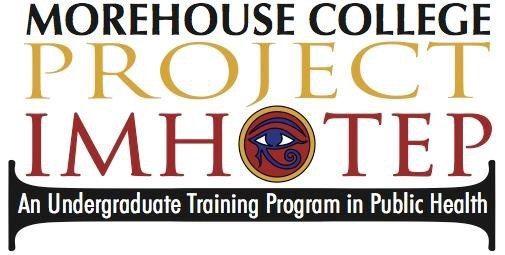 MOREHOUSE COLLEGE
PROJECT
IMHOTEP
An Undergraduate Training Program in Public Health